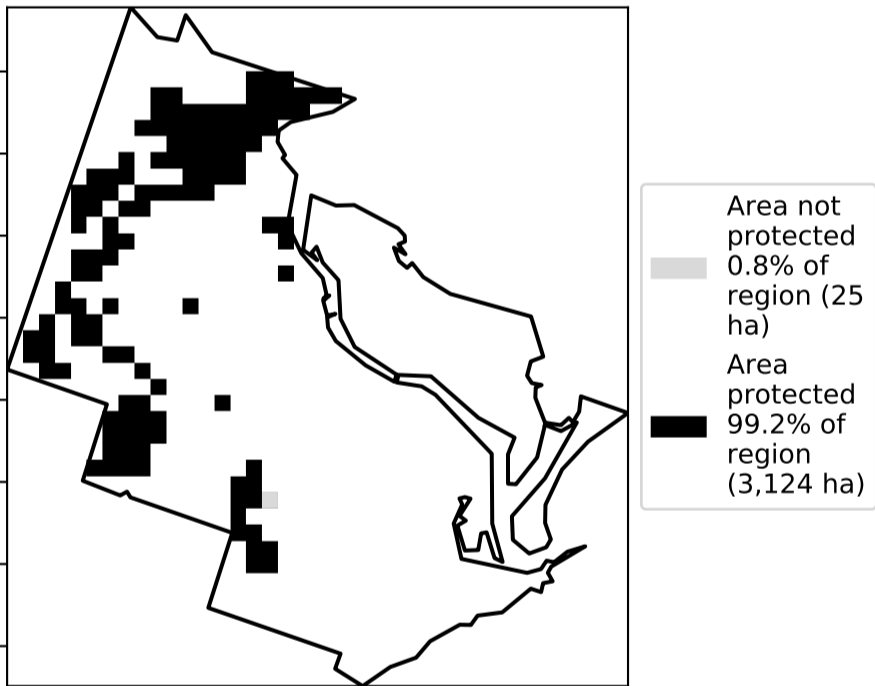 Area not
protected
0.8% of
region (25
ha)
Area
protected
99.2% of
region
(3,124 ha)